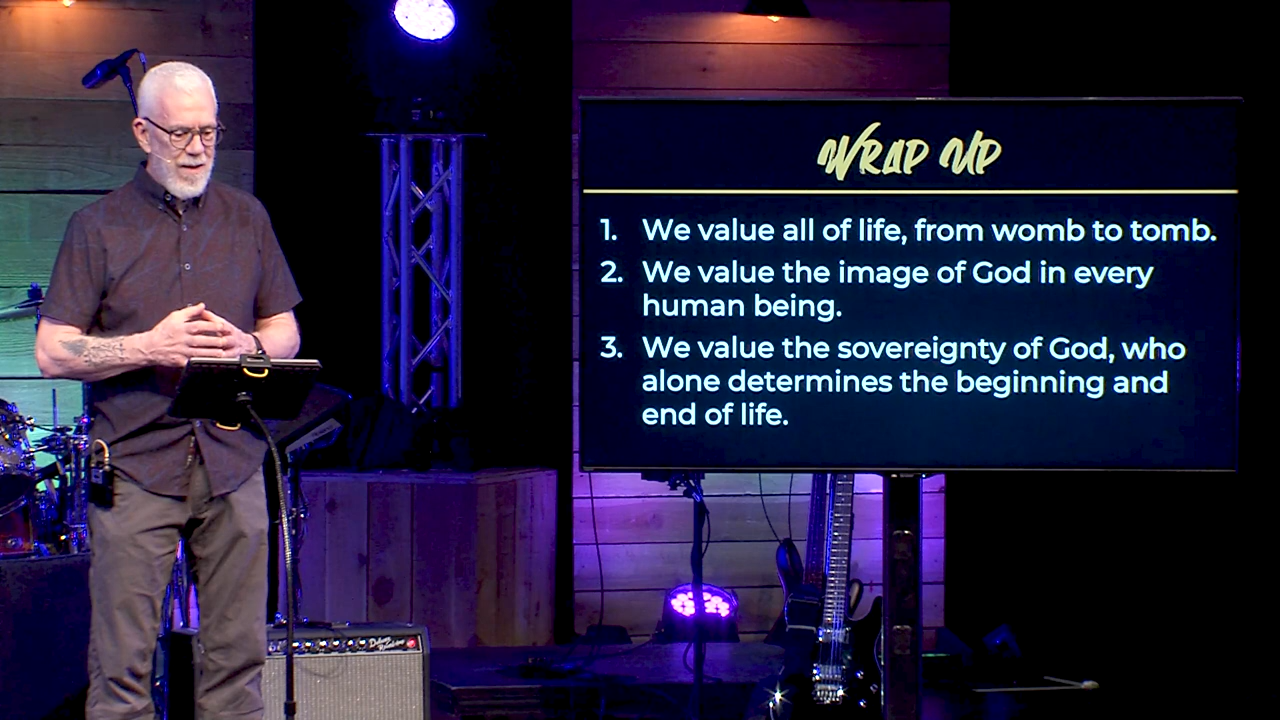 WRAP UP
1. We value all of life, from womb to tomb.
2. We value the image of God in every
human being.
3. We value the sovereignty of God, who
alone determines the beginning and
end of life.